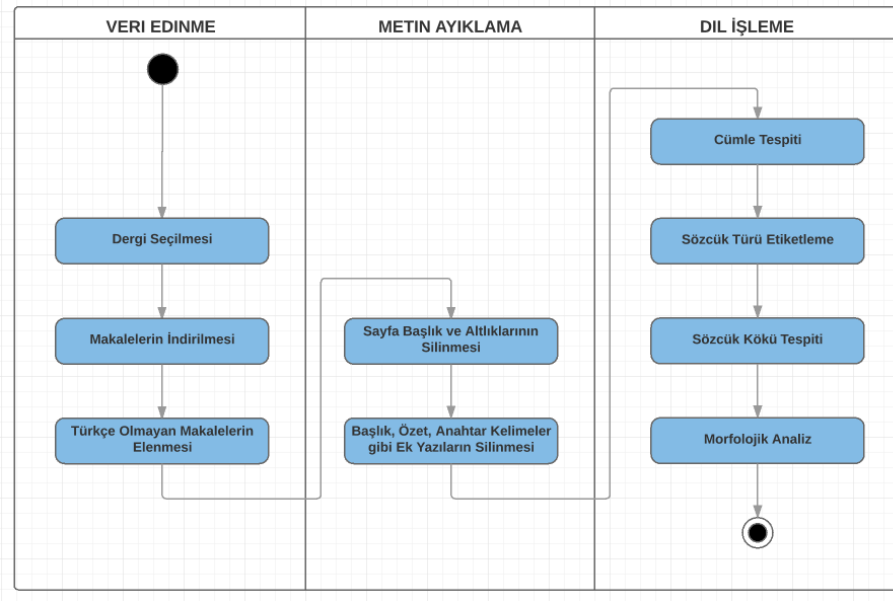 VERI EDINME
Dergi Seçilmesi
Makalelerin İndirilmesi
Türkçe Olmayan Makalelerin
Elenmesi
METIN AYIKLAMA
Sayfa Başlık ve Altlıklarının
Silinmesi
Başlık, Özet, Anahtar Kelimeler
gibi Ek Yazıların Silinmesi
DIL İŞLEME
Cümle Tespiti
Sözcük Türü Etiketleme
Sözcük Kökü Tespiti
Morfolojik Analiz